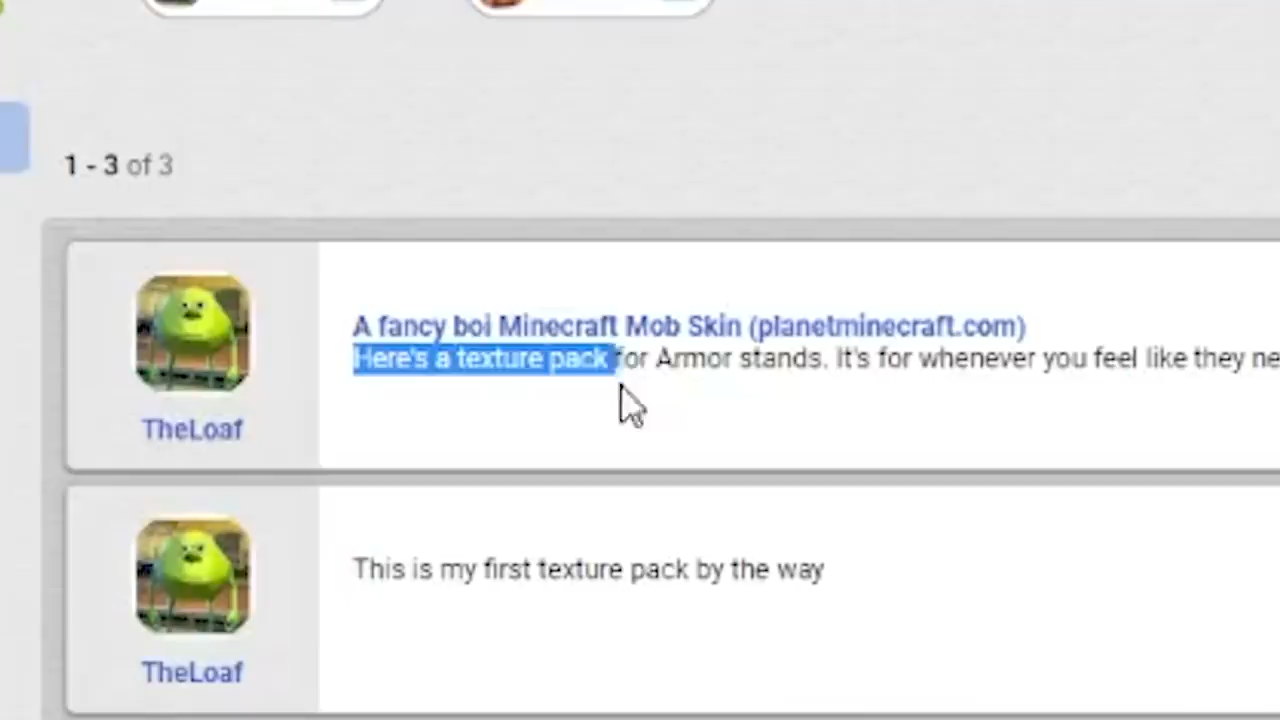 1 - 3 of 3
A fancy boi Minecraft Mob Skin (planetminecraft.com)
Here's a texture pack for Armor stands. It's for whenever you feel like they ne
TheLoaf
This is my first texture pack by the way
TheLoaf